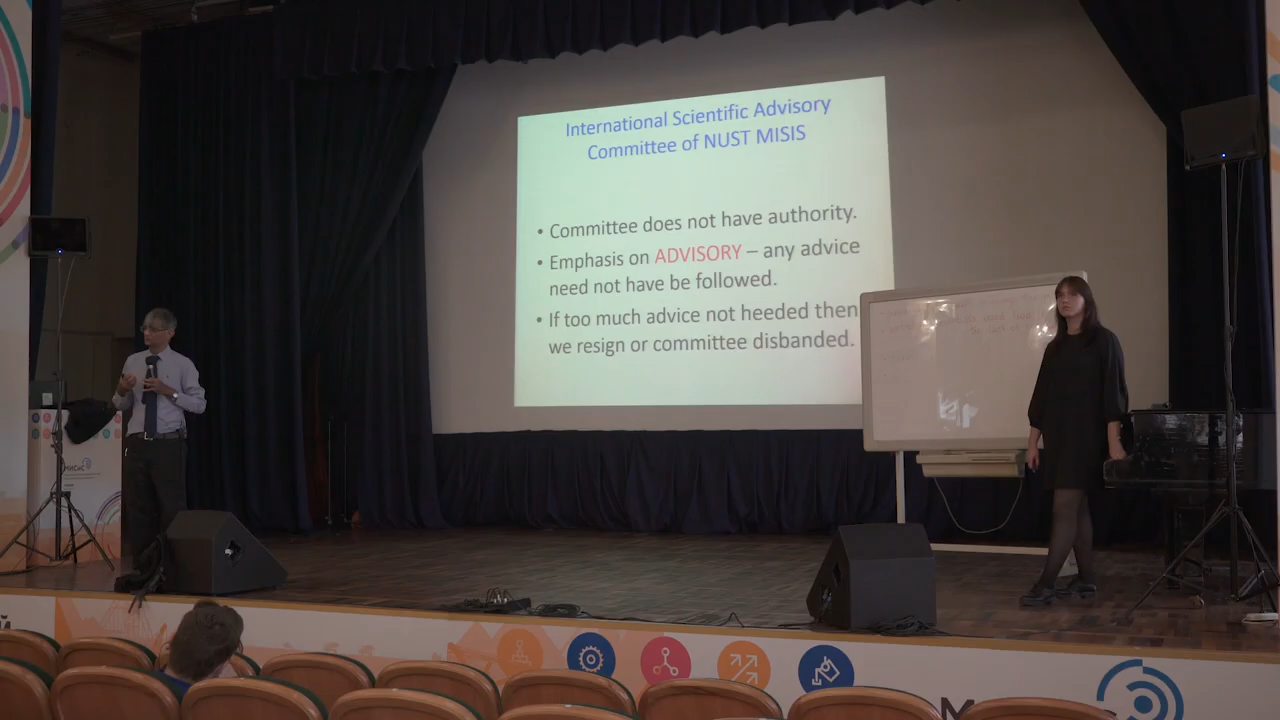 International Scientific Advisory
Committee of NUST MISIS
• Committee does not have authority.
• Emphasis on ADVISORY – any advice
need not have be followed.
• If too much advice not heeded then
we resign or committee disbanded.
МИСиС